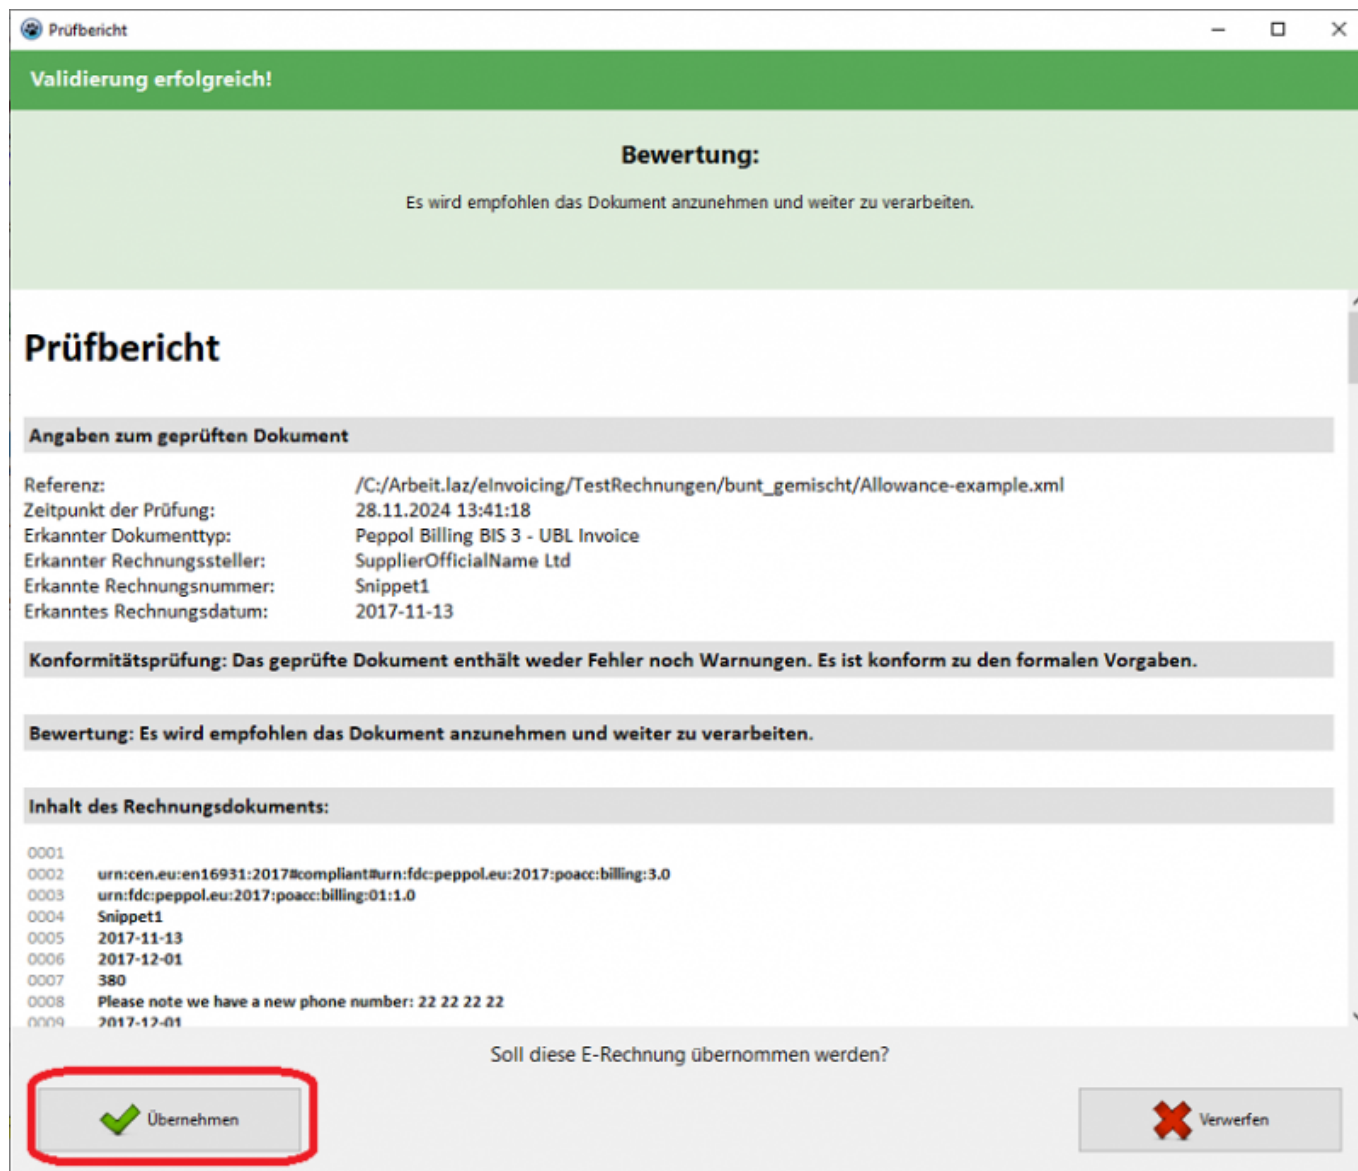 Prüfbericht
Validierung erfolgreich!
Bewertung:
Es wird empfohlen das Dokument anzunehmen und weiter zu verarbeiten.
Prüfbericht
Angaben zum geprüften Dokument
Referenz: /C:/Arbeit.laz/eInvoicing/TestRechnungen/bunt_gemischt/Allowance-example.xml
Zeitpunkt der Prüfung: 28.11.2024 13:41:18
Erkannter Dokumenttyp: Peppol Billing BIS 3 - UBL Invoice
Erkannter Rechnungssteller: SupplierOfficialName Ltd
Erkannte Rechnungsnummer: Snippet1
Erkanntes Rechnungsdatum: 2017-11-13
Konformitätsprüfung: Das geprüfte Dokument enthält weder Fehler noch Warnungen. Es ist konform zu den formalen Vorgaben.
Bewertung: Es wird empfohlen das Dokument anzunehmen und weiter zu verarbeiten.
Inhalt des Rechnungsdokuments:
0001
0002 urn:cen.eu:en16931:2017#compliant#urn:fdc:peppol.eu:2017:poacc:billing:3.0
0003 urn:fdc:peppol.eu:2017:poacc:billing:01:1.0
0004 Snippet1
0005 2017-11-13
0006 2017-12-01
0007 380
0008 Please note we have a new phone number: 22 22 22 22
0009 2017-12-01
Soll diese E-Rechnung übernommen werden?
Übernehmen Verwerfen